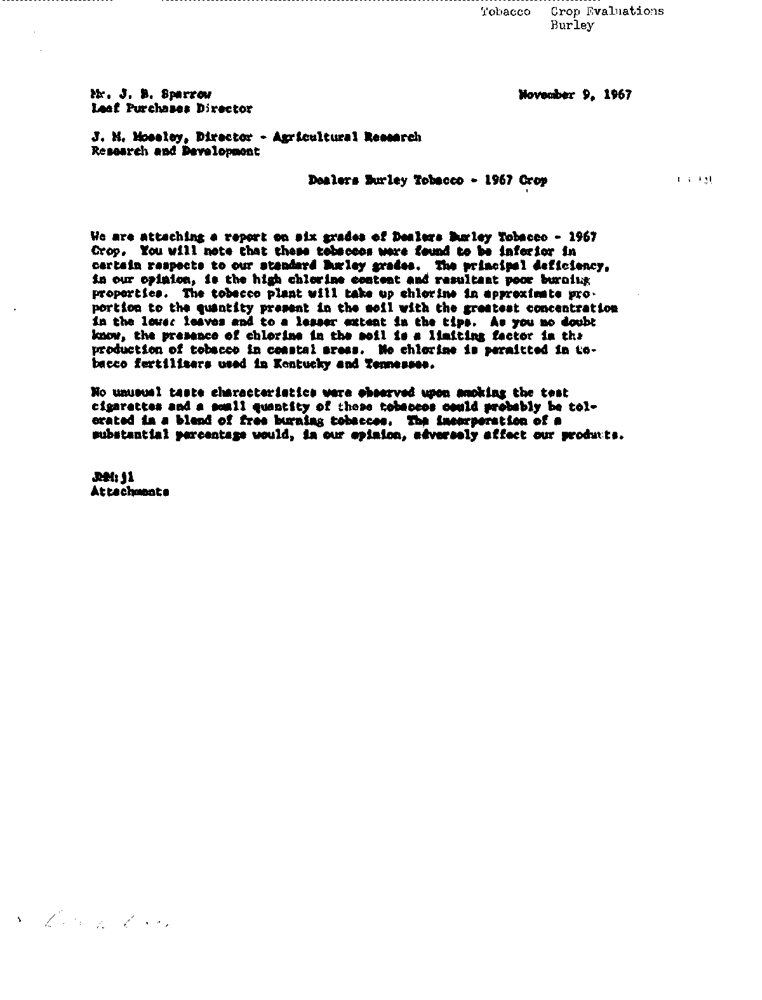 Tobacco Crop Evaluations
Burley
Mr. J. B. Sparrow November 9, 1967
Leaf Purchases Director
J. M. Moseley, Director - Agricultural Research
Research and Development
Dealers Burley Tobacco - 1967 Crop
We are attaching a report on six grades of Dealers Burley Tobacco - 1967
Crop. You will note that these tobaccos were found to be inferior in
certain respects to our standard Burley grades. The principal deficiency,
in our opinion, is the high chlorine content and resultant poor burning
properties. The tobacco plant will take up chlorine in approximate pro-
portion to the quantity present in the soil with the greatest concentration
in the lower leaves and to a lesser extent in the tips. As you no doubt
know, the presence of chlorine in the soil is a limiting factor in the
production of tobacco in coastal areas. No chlorine is permitted in to-
bacco fertilizers used in Kentucky and Tennessee.
No unusual taste characteristics were observed upon smoking the test
cigarettes and a small quantity of these tobaccos could probably be tol-
erated in a blend of free burning tobaccos. The incorporation of a
substantial percentage would, in our opinion, adversely affect our products.
JMM:jl
Attachments